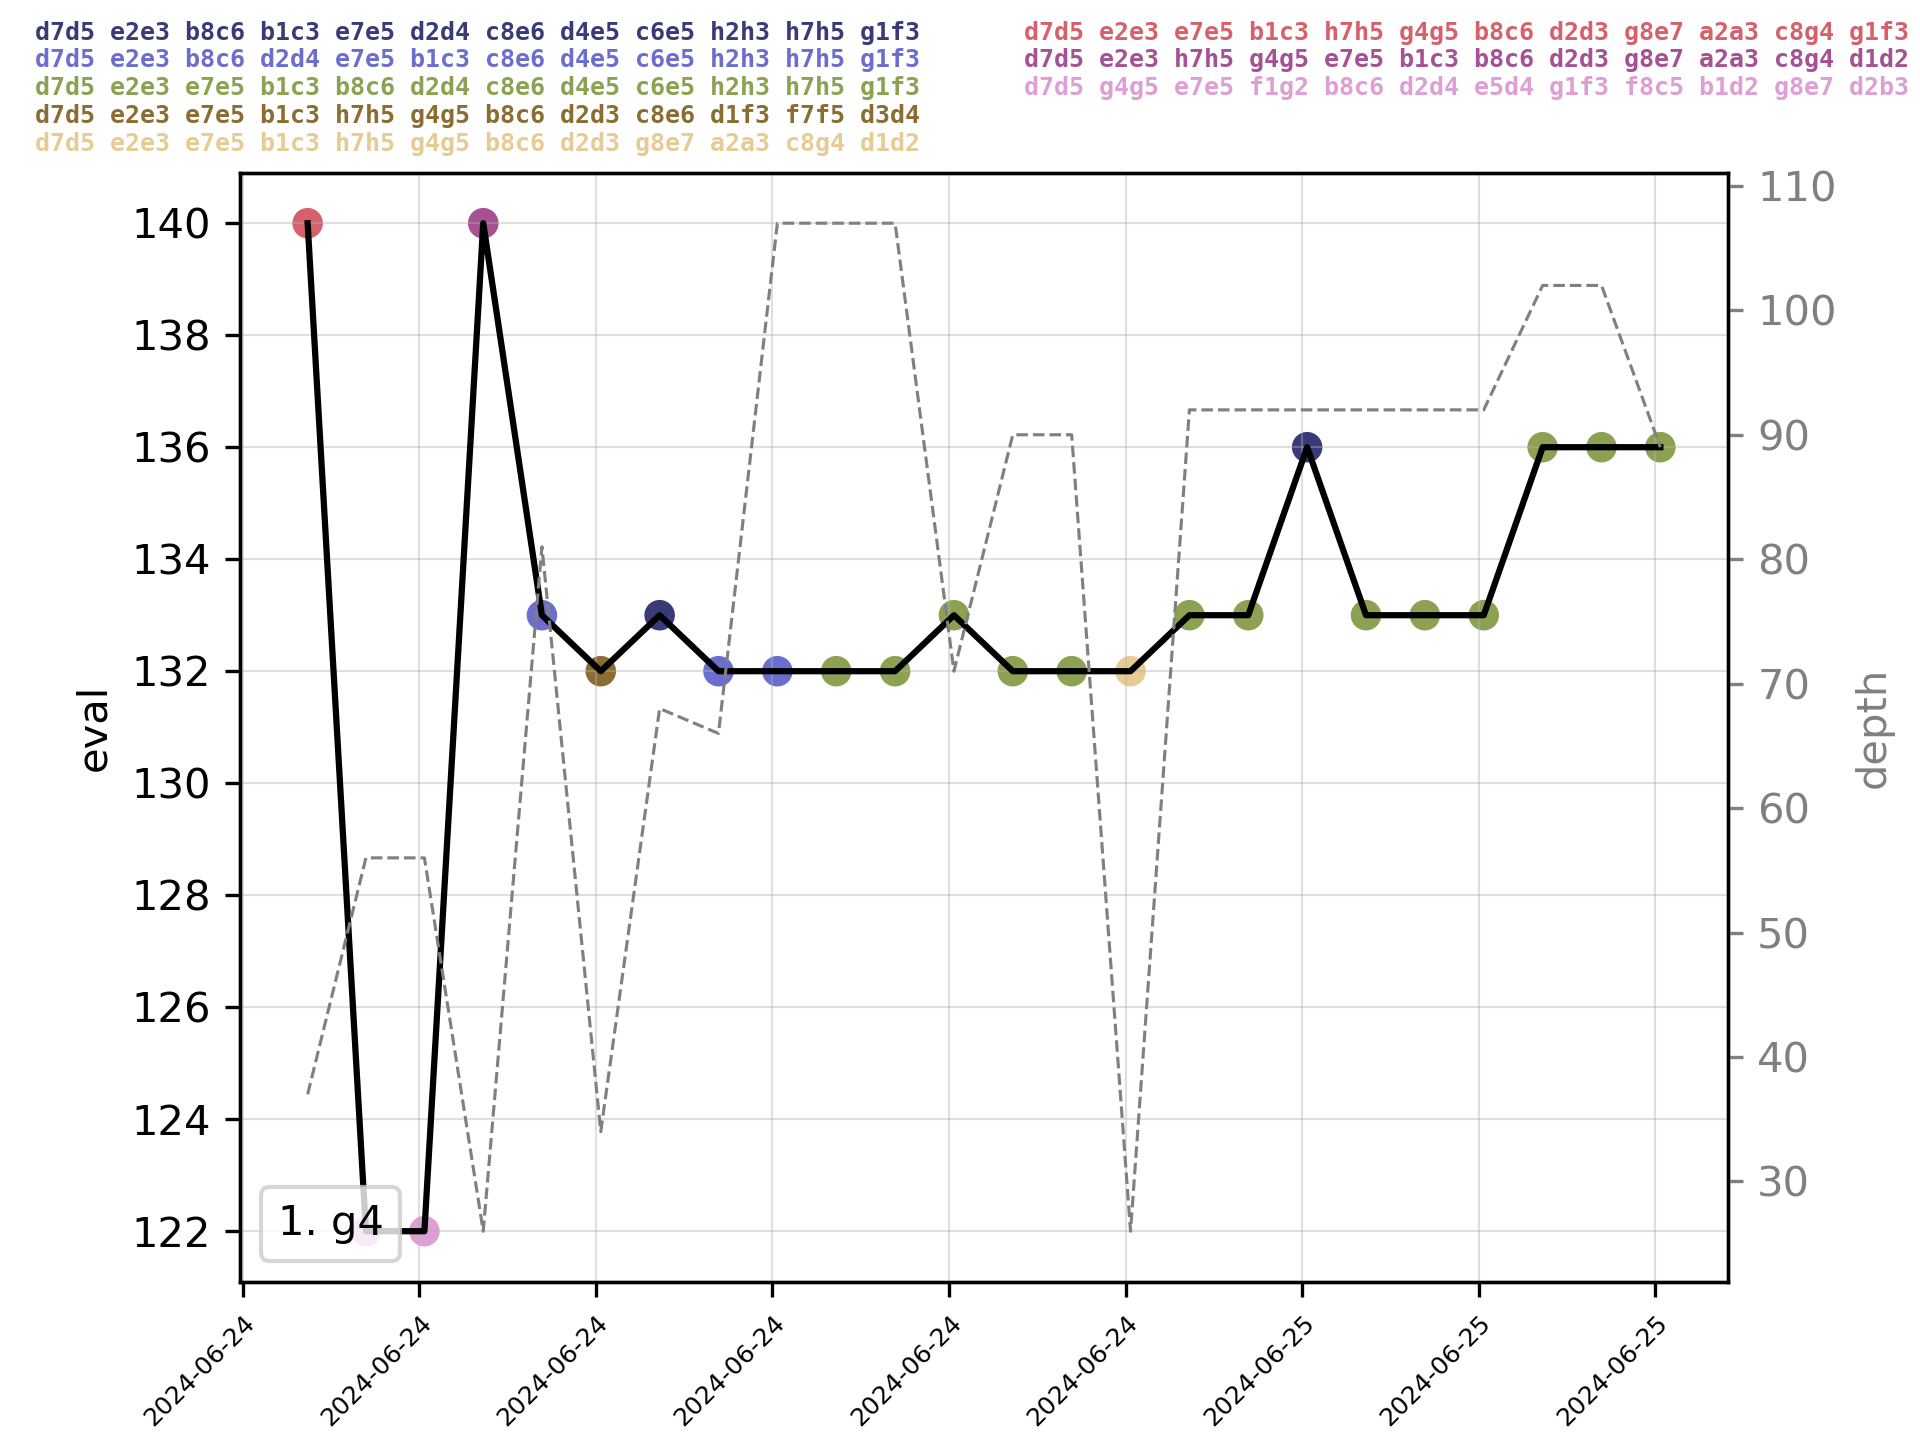 d7d5 e2e3 b8c6 b1c3 e7e5 d2d4 c8e6 d4e5 c6e5 h2h3 h7h5 g1f3
d7d5 e2e3 b8c6 d2d4 e7e5 b1c3 c8e6 d4e5 c6e5 h2h3 h7h5 g1f3
d7d5 e2e3 e7e5 b1c3 b8c6 d2d4 c8e6 d4e5 c6e5 h2h3 h7h5 g1f3
d7d5 e2e3 e7e5 b1c3 h7h5 g4g5 b8c6 d2d3 c8e6 d1f3 f7f5 d3d4
d7d5 e2e3 e7e5 b1c3 h7h5 g4g5 b8c6 d2d3 g8e7 a2a3 c8g4 d1d2
d7d5 e2e3 e7e5 b1c3 h7h5 g4g5 b8c6 d2d3 g8e7 a2a3 c8g4 g1f3
d7d5 e2e3 h7h5 g4g5 e7e5 b1c3 b8c6 d2d3 g8e7 a2a3 c8g4 d1d2
d7d5 g4g5 e7e5 f1g2 b8c6 d2d4 e5d4 g1f3 f8c5 b1d2 g8e7 d2b3
140
138
136
134
132
130
128
126
124
122
eval
110
100
90
80
70
60
50
40
30
depth
1. g4
2024-06-24
2024-06-24
2024-06-24
2024-06-24
2024-06-24
2024-06-24
2024-06-25
2024-06-25
2024-06-25